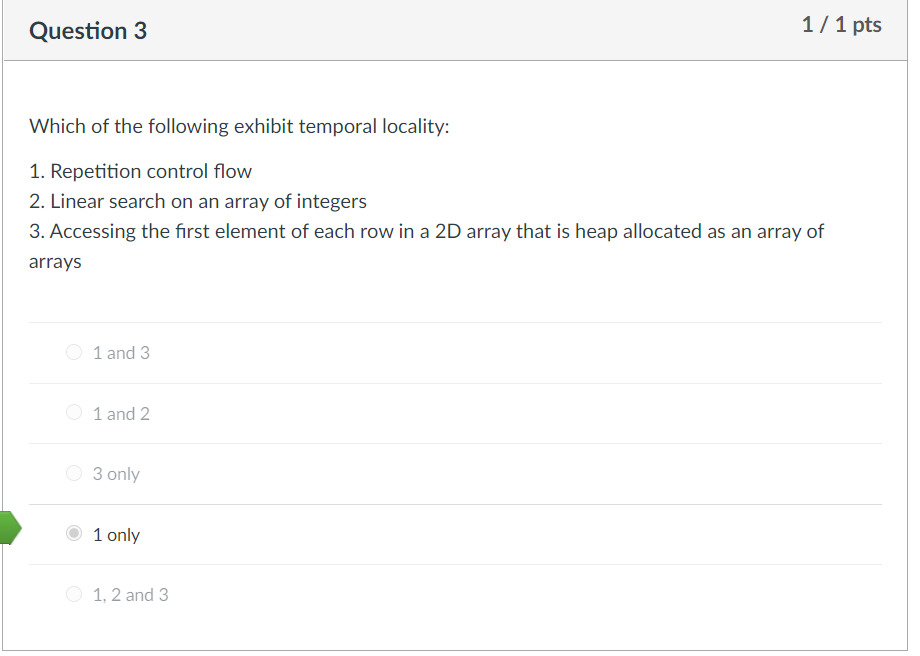 Question 3
1 / 1 pts
Which of the following exhibit temporal locality:
1. Repetition control flow
2. Linear search on an array of integers
3. Accessing the first element of each row in a 2D array that is heap allocated as an array of
arrays
1 and 3
1 and 2
3 only
1 only
1, 2 and 3